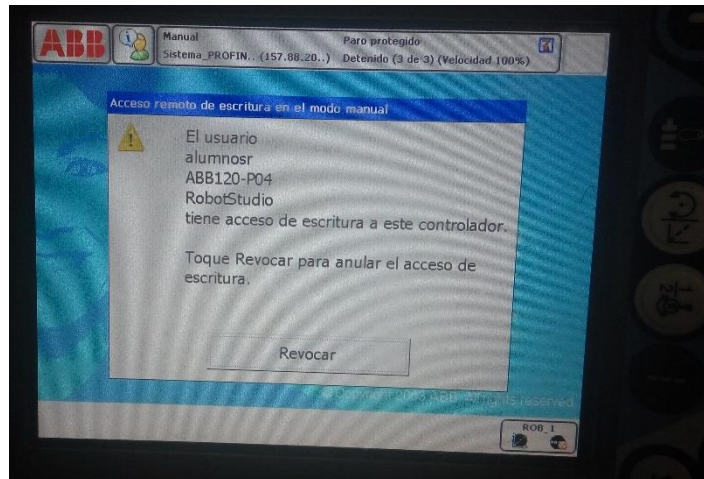 ABB
Manual
Sistema_PROFIN.. (157.88.20..)
Paro protegido
Detenido (3 de 3) (Velocidad 100%)
Acceso remoto de escritura en el modo manual
El usuario
alumnosr
ABB120-P04
RobotStudio
tiene acceso de escritura a este controlador.
Toque Revocar para anular el acceso de
escritura.
Revocar
ABB. All rights reserved
ROB_1